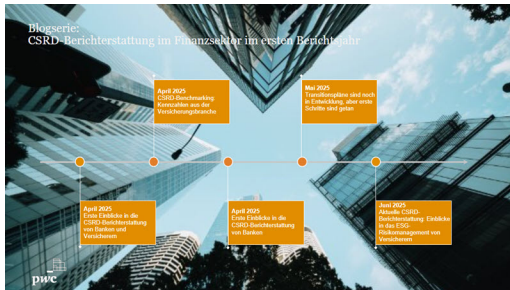 Blogserie:
CSRD-Berichterstattung im Finanzsektor im ersten Berichtsjahr
April 2025
CSRD-Benchmarking:
Kennzahlen aus der
Versicherungsbranche
Mai 2025
Transitionspläne sind noch
in Entwicklung, aber erste
Schritte sind getan
April 2025
Erste Einblicke in die
CSRD-Berichterstattung
von Banken und
Versicherern
April 2025
Erste Einblicke in die
CSRD-Berichterstattung
von Banken
Juni 2025
Aktuelle CSRD-
Berichterstattung: Einblicke
in das ESG-
Risikomanagement von
Versicherern
pwc